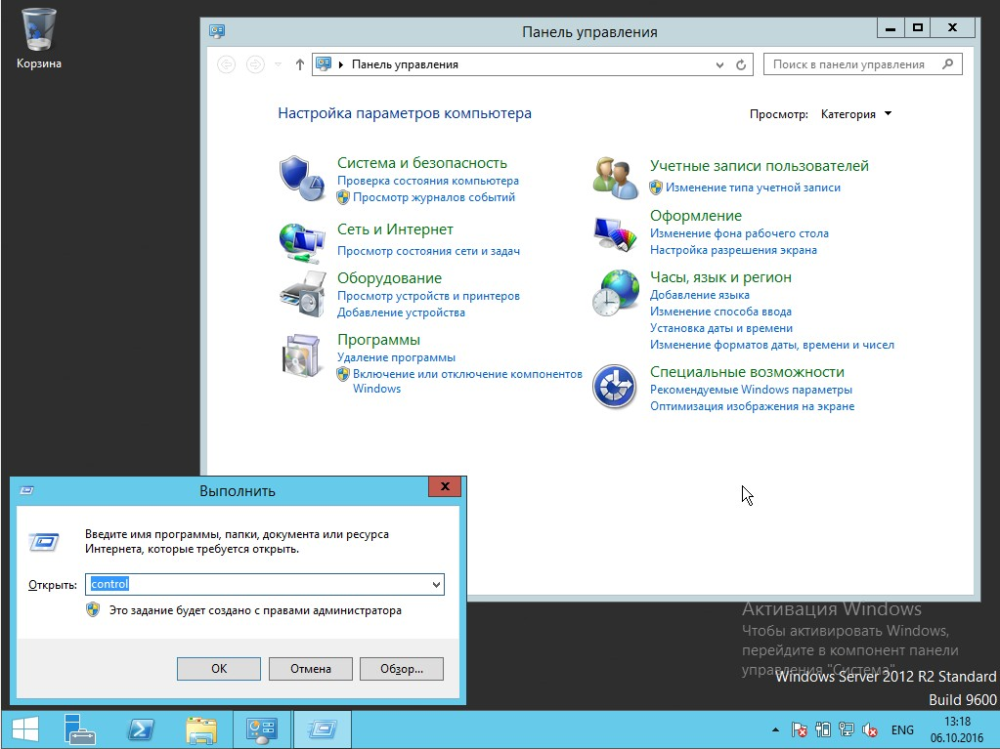 Корзина
Панель управления
Панель управления
Поиск в панели управления
Настройка параметров компьютера
Просмотр: Категория
Система и безопасность
Проверка состояния компьютера
Просмотр журналов событий
Сеть и Интернет
Просмотр состояния сети и задач
Оборудование
Просмотр устройств и принтеров
Добавление устройства
Программы
Удаление программы
Включение или отключение компонентов
Windows
Учетные записи пользователей
Изменение типа учетной записи
Оформление
Изменение фона рабочего стола
Настройка разрешения экрана
Часы, язык и регион
Добавление языка
Изменение способа ввода
Установка даты и времени
Изменение форматов даты, времени и чисел
Специальные возможности
Рекомендуемые Windows параметры
Оптимизация изображения на экране
Выполнить
Введите имя программы, папки, документа или ресурса
Интернета, которые требуется открыть.
Открыть: control
Это задание будет создано с правами администратора
ОК Отмена Обзор...
Активация Windows
Чтобы активировать Windows,
перейдите в компонент панели
управления "Система".
Windows Server 2012 R2 Standard
Build 9600
ENG
13:18
06.10.2016